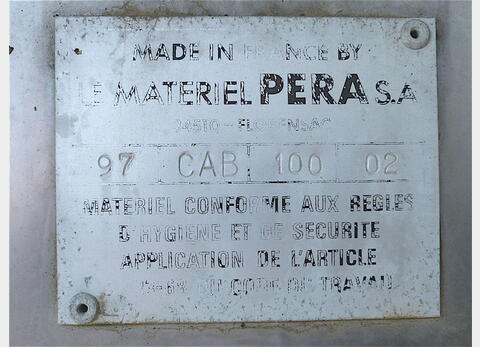 MADE IN FRANCE BY
LE MATERIEL PERA S.A
34510 - FLORENSAC
97 CAB 100 02
MATERIEL CONFORME AUX REGLES
D'HYGIENE ET DE SECURITE
APPLICATION DE L'ARTICLE
DU CODE DU TRAVAIL